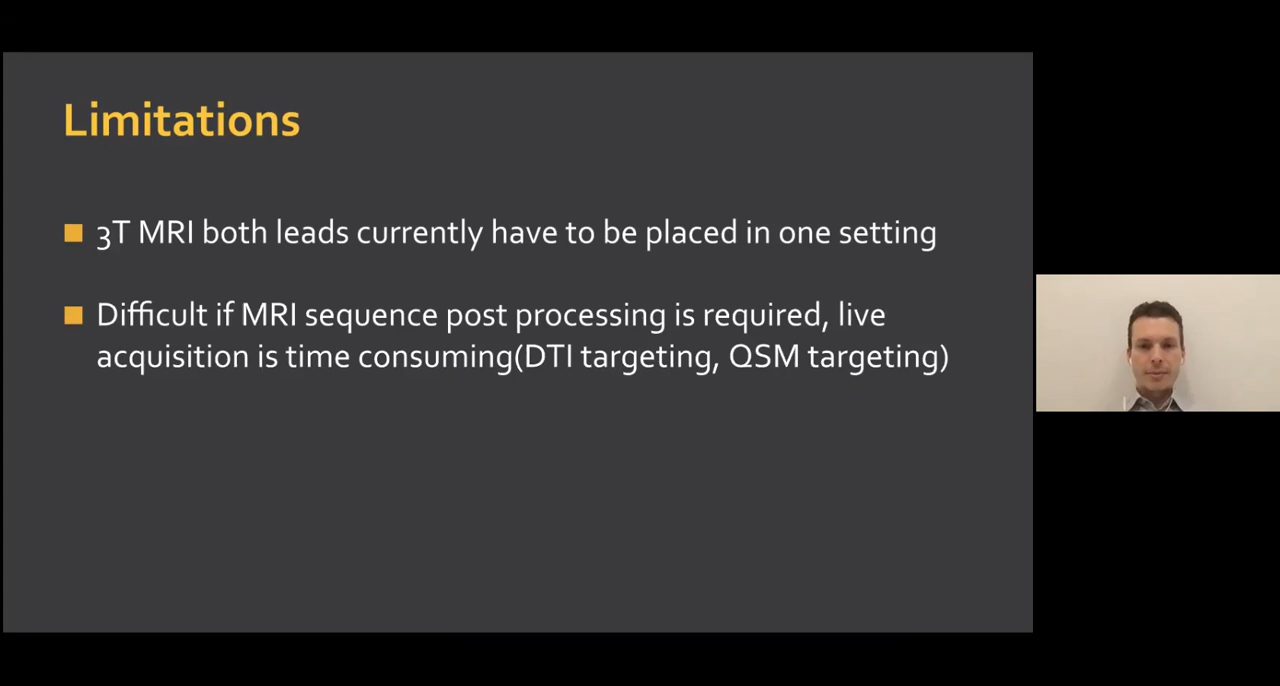 Limitations
3T MRI both leads currently have to be placed in one setting
Difficult if MRI sequence post processing is required, live
acquisition is time consuming(DTI targeting, QSM targeting)